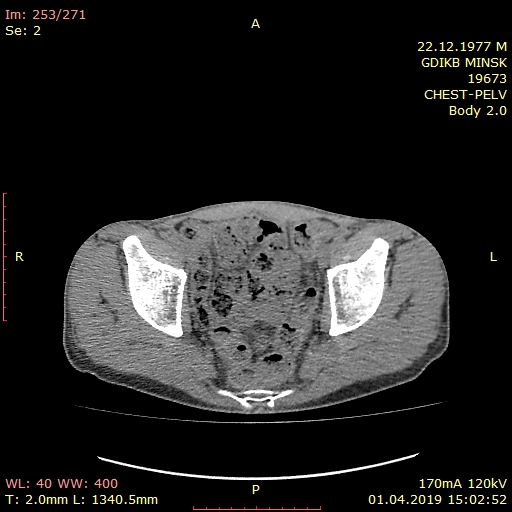 Im: 253/271
Se: 2
A
22.12.1977 M
GDIKB MINSK
19673
CHEST-PELV
Body 2.0
R
L
WL: 40 WW: 400
T: 2.0mm L: 1340.5mm
P
170mA 120kV
01.04.2019 15:02:52